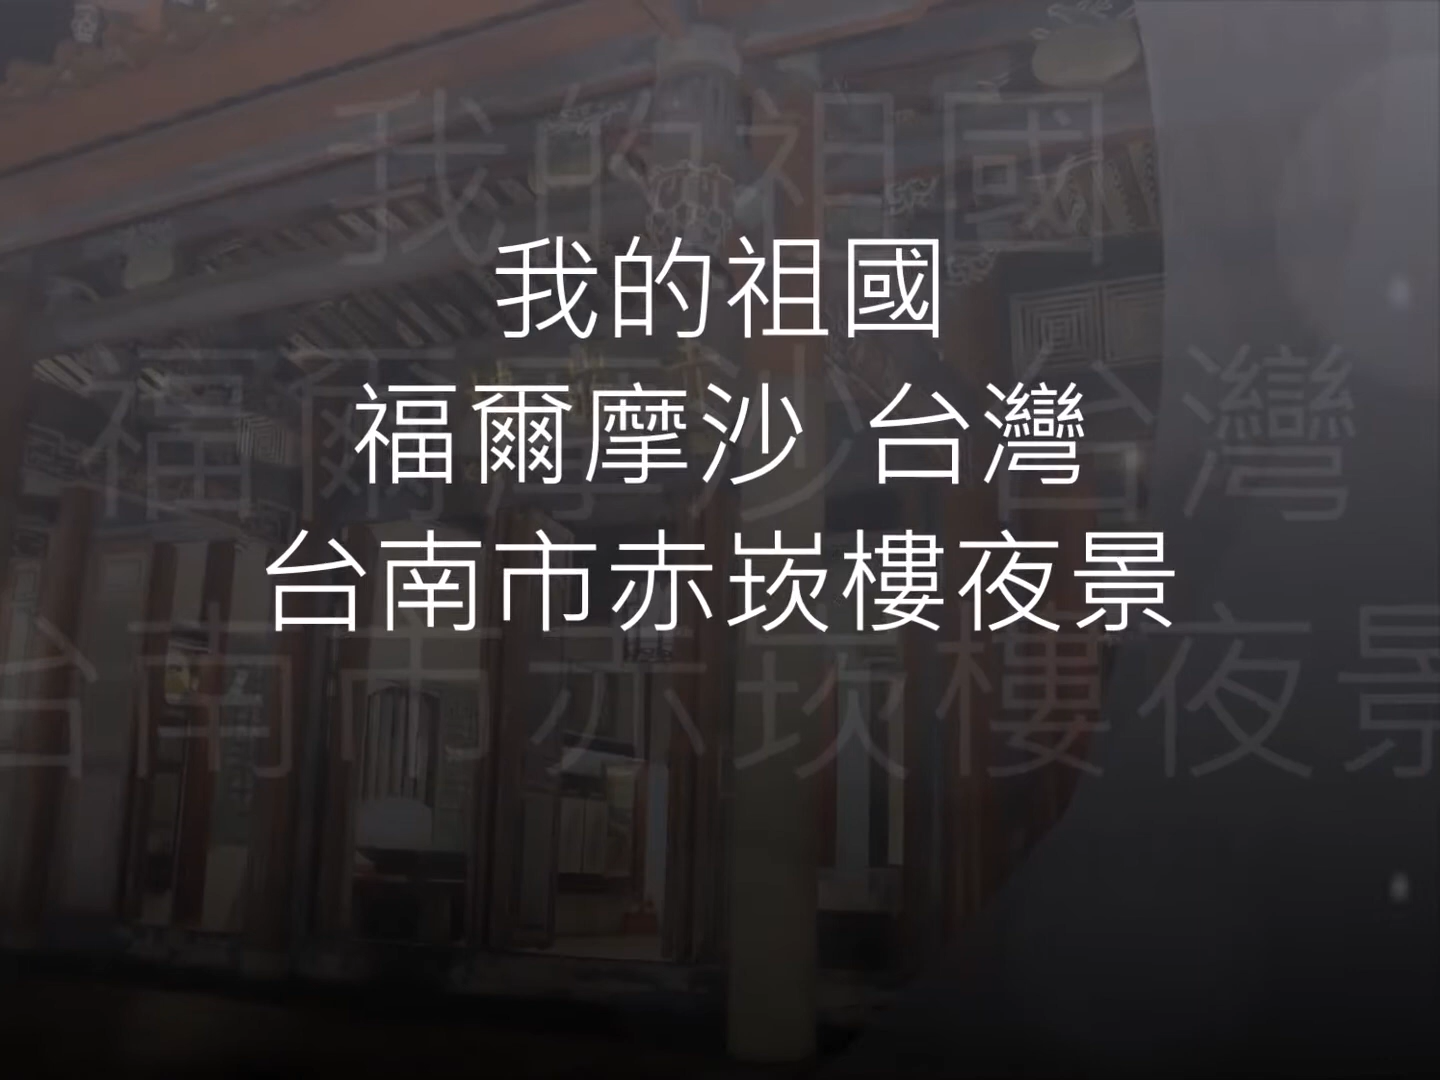 我的祖國
福爾摩沙 台灣
台南市赤崁樓夜景